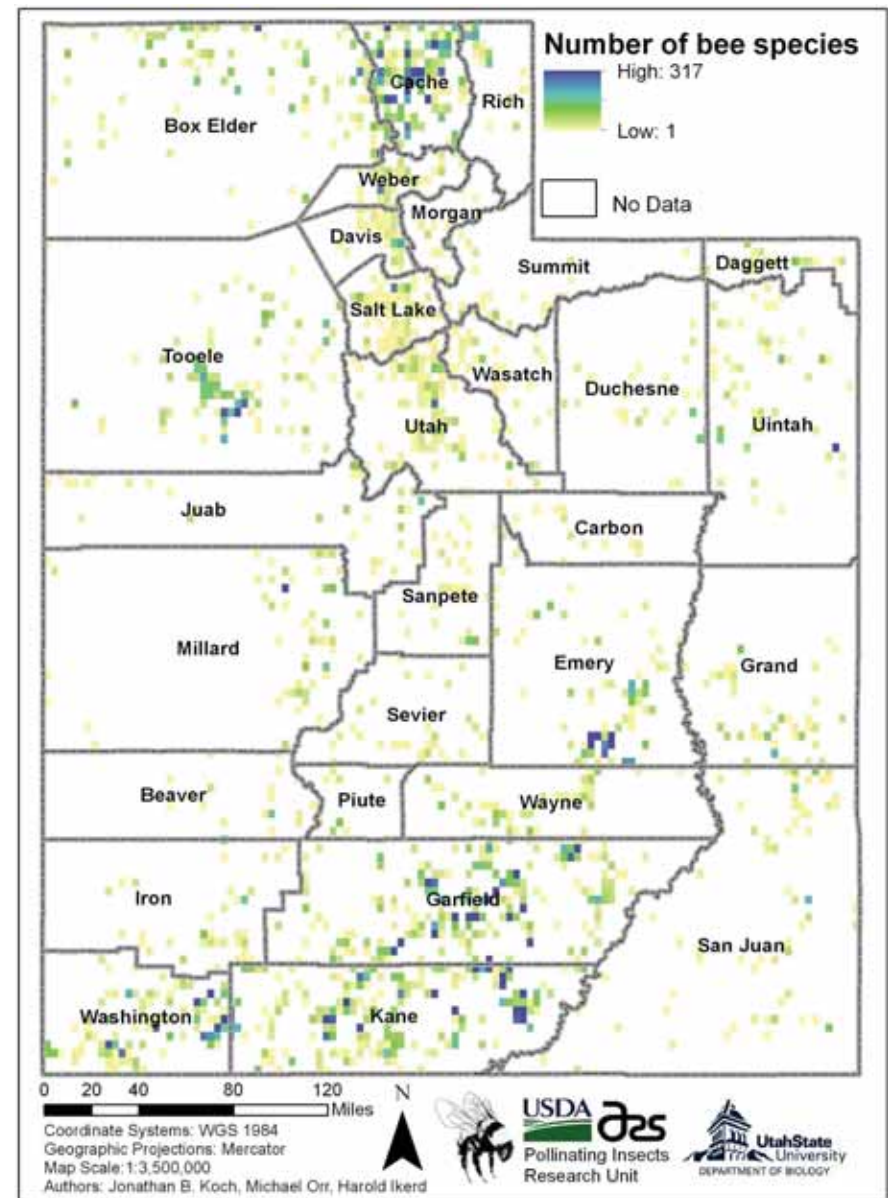 Number of bee species
High: 317
Low: 1
No Data
Cache
Rich
Box Elder
Weber
Morgan
Davis
Summit
Daggett
Salt Lake
Tooele
Wasatch
Duchesne
Utah
Uintah
Juab
Carbon
Sanpete
Millard
Emery
Grand
Sevier
Beaver
Piute
Wayne
Iron
Garfield
San Juan
Washington
Kane
0 20 40 80 120
Miles
N
Coordinate Systems: WGS 1984
Geographic Projections: Mercator
Map Scale:1:3,500,000
Authors: Jonathan B. Koch, Michael Orr, Harold Ikerd
USDA ars
Pollinating Insects
Research Unit
UtahState
University
DEPARTMENT OF BIOLOGY